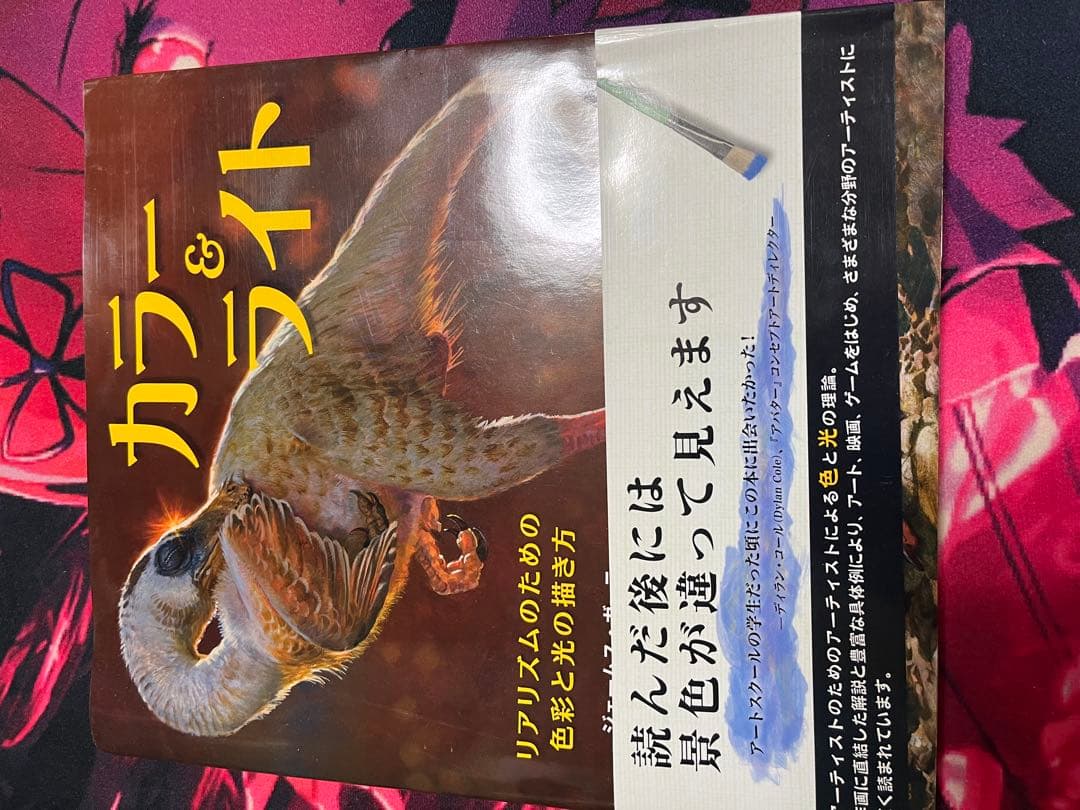 カラー
&
ライト
リアリズムのための
色彩と光の描き方
読んだ後には
景色が違って見えます
アートスクールの学生だった頃にこの本に出会いたかった!
―ディラン・コール(Dylan Cole)、『アバター』コンセプトアートディレクター
アーティストのためのアーティストによる色と光の理論。
画に直結した解説と豊富な具体例により、アート、映画、ゲームをはじめ、さまざまな分野のアーティストに
く読まれています。